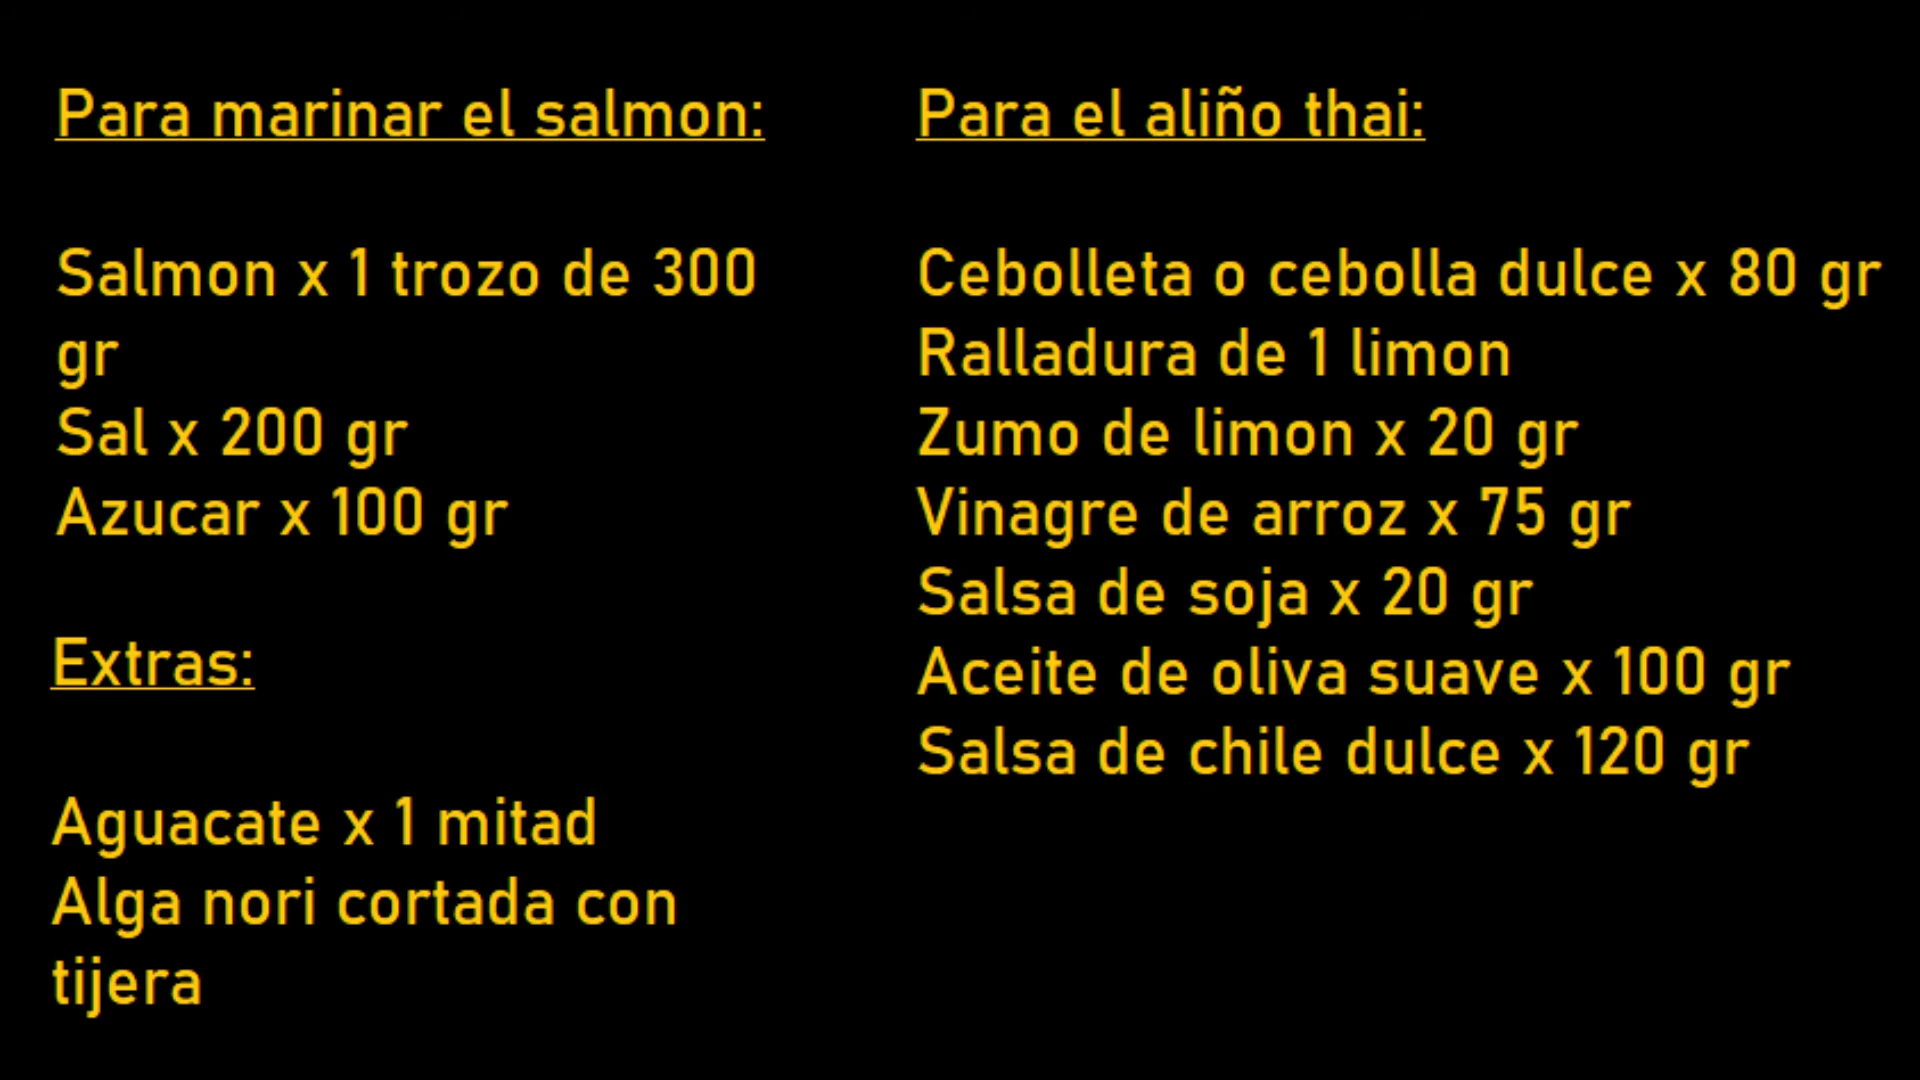 Para marinar el salmon:
Salmon x 1 trozo de 300
gr
Sal x 200 gr
Azucar x 100 gr
Extras:
Aguacate x 1 mitad
Alga nori cortada con
tijera
Para el aliño thai:
Cebolleta o cebolla dulce x 80 gr
Ralladura de 1 limon
Zumo de limon x 20 gr
Vinagre de arroz x 75 gr
Salsa de soja x 20 gr
Aceite de oliva suave x 100 gr
Salsa de chile dulce x 120 gr